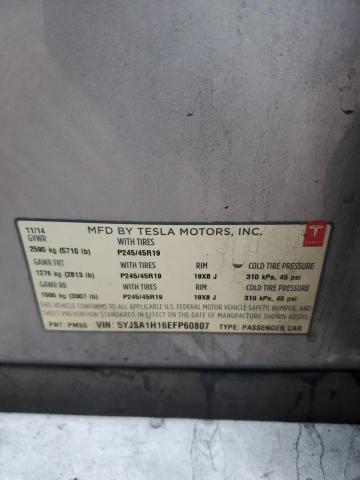 11/14 MFD BY TESLA MOTORS, INC.
GVWR WITH TIRES
2590 kg (5710 lb) P245/45R19
GAWR FRT WITH TIRES RIM COLD TIRE PRESSURE
1276 kg (2813 lb) P245/45R19 19X8 J 310 kPa, 45 psi
GAWR RR WITH TIRES RIM COLD TIRE PRESSURE
1500 kg (3307 lb) P245/45R19 19X8 J 310 kPa, 45 psi
THIS VEHICLE CONFORMS TO ALL APPLICABLE U.S. FEDERAL MOTOR VEHICLE SAFETY, BUMPER, AND
THEFT PREVENTION STANDARDS IN EFFECT ON THE DATE OF MANUFACTURE SHOWN ABOVE.
PNT: PMSS VIN: 5YJSA1H16EFP60807 TYPE: PASSENGER CAR
TESLA